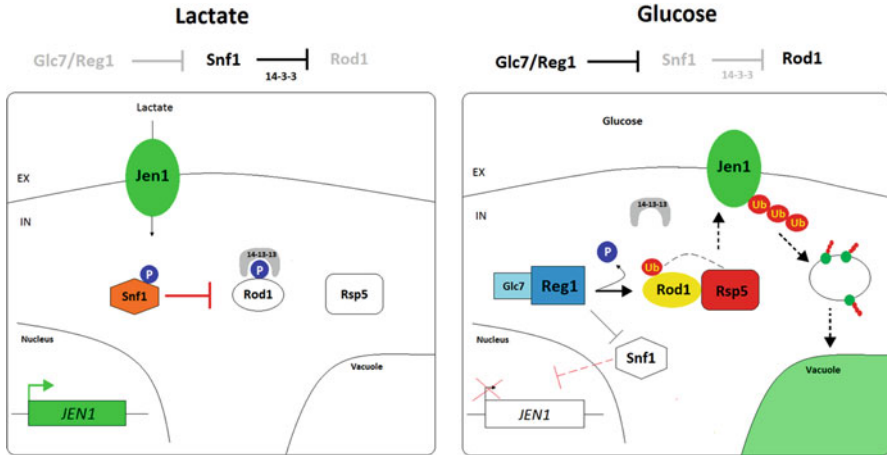 Lactate
Glc7/Reg1 Snf1 Rod1
14-3-3
Lactate
Jen1
EX
IN
14-13-13
P
P
Snf1
Rod1
Rsp5
Nucleus
Vacuole
JEN1
Glucose
Glc7/Reg1 Snf1 Rod1
14-3-3
Glucose
Jen1
EX
IN
14-13-13
Ub
Ub
Ub
P
Ub
Glc7
Reg1
Rod1
Rsp5
Nucleus
Snf1
Vacuole
JEN1